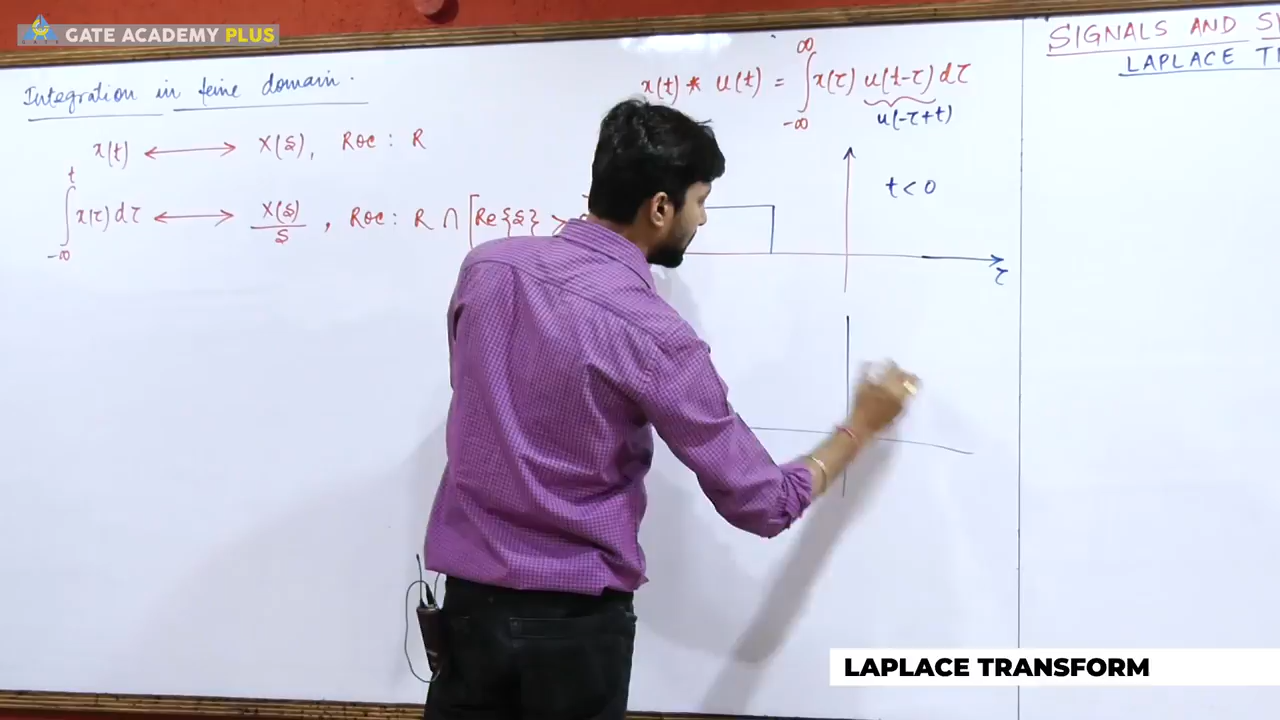 GATE ACADEMY PLUS
Integration in time domain.
x(t) ⟷ X(s), Roc: R
∫_{-∞}^{t} x(τ) dτ ⟷ X(s)/s, Roc: R ∩ [Re{s} >
x(t) * u(t) = ∫_{-∞}^{∞} x(τ) u(t-τ) dτ
u(-τ+t)
t < 0
τ
SIGNALS AND
LAPLACE
LAPLACE TRANSFORM